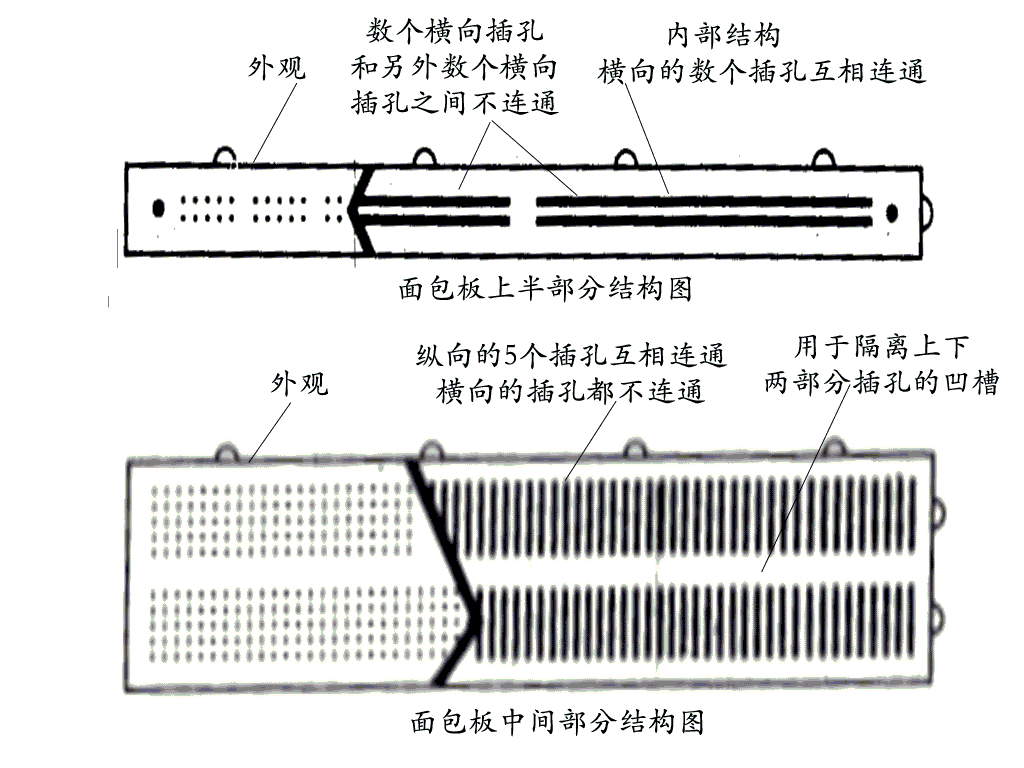 数个横向插孔
和另外数个横向
插孔之间不连通
内部结构
横向的数个插孔互相连通
外观
面包板上半部分结构图
纵向的5个插孔互相连通
横向的插孔都不连通
用于隔离上下
两部分插孔的凹槽
外观
面包板中间部分结构图